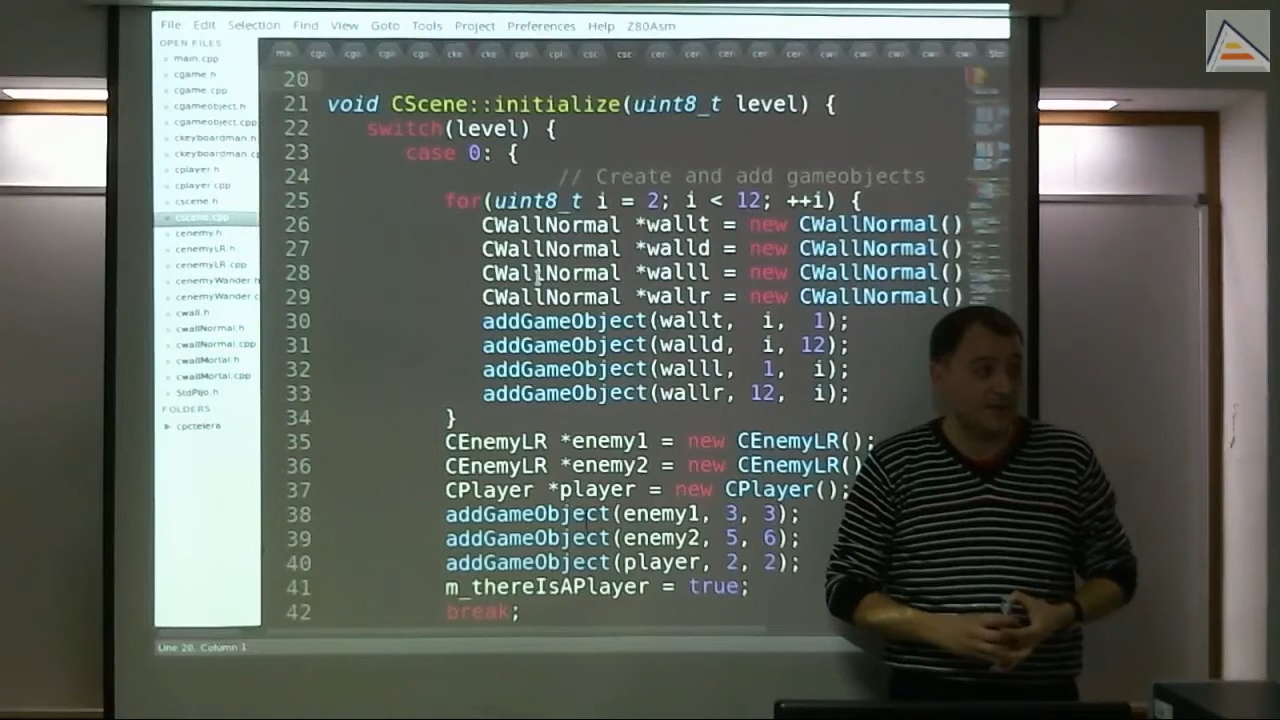 File Edit Selection Find View Goto Tools Project Preferences Help Z80Asm
OPEN FILES
main.cpp
cgame.h
cgame.cpp
cgameobject.h
cgameobject.cpp
ckeyboardman.h
ckeyboardman.cp
cplayer.h
cplayer.cpp
cscene.h
cscene.cpp
cenemy.h
cenemyLR.h
cenemyLR.cpp
cenemyWander.h
cenemyWander.c
cwall.h
cwallNormal.h
cwallNormal.cpp
cwallMortal.h
cwallMortal.cpp
StdPijo.h
FOLDERS
cpctelera
20
21 void CScene::initialize(uint8_t level) {
22 switch(level) {
23 case 0: {
24 // Create and add gameobjects
25 for(uint8_t i = 2; i < 12; ++i) {
26 CWallNormal *wallt = new CWallNormal()
27 CWallNormal *walld = new CWallNormal()
28 CWallNormal *walll = new CWallNormal()
29 CWallNormal *wallr = new CWallNormal()
30 addGameObject(wallt, i, 1);
31 addGameObject(walld, i, 12);
32 addGameObject(walll, 1, i);
33 addGameObject(wallr, 12, i);
34 }
35 CEnemyLR *enemy1 = new CEnemyLR();
36 CEnemyLR *enemy2 = new CEnemyLR()
37 CPlayer *player = new CPlayer();
38 addGameObject(enemy1, 3, 3);
39 addGameObject(enemy2, 5, 6);
40 addGameObject(player, 2, 2);
41 m_thereIsAPlayer = true;
42 break;
Line 20, Column 1